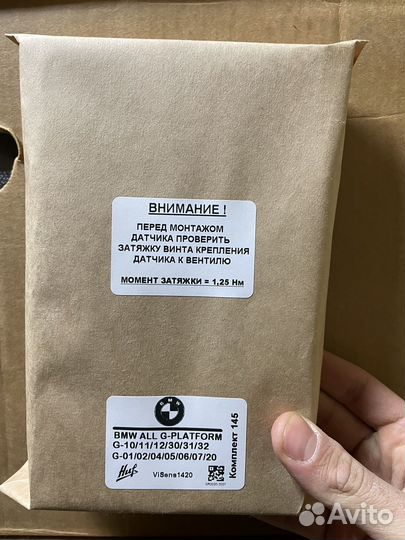 ВНИМАНИЕ !
ПЕРЕД МОНТАЖОМ
ДАТЧИКА ПРОВЕРИТЬ
ЗАТЯЖКУ ВИНТА КРЕПЛЕНИЯ
ДАТЧИКА К ВЕНТИЛЮ
МОМЕНТ ЗАТЯЖКИ = 1,25 Нм
BMW
BMW ALL G-PLATFORM
G-10/11/12/30/31/32
G-01/02/04/05/06/07/20
Huf
ViSens1420
Комплект 145
Avito